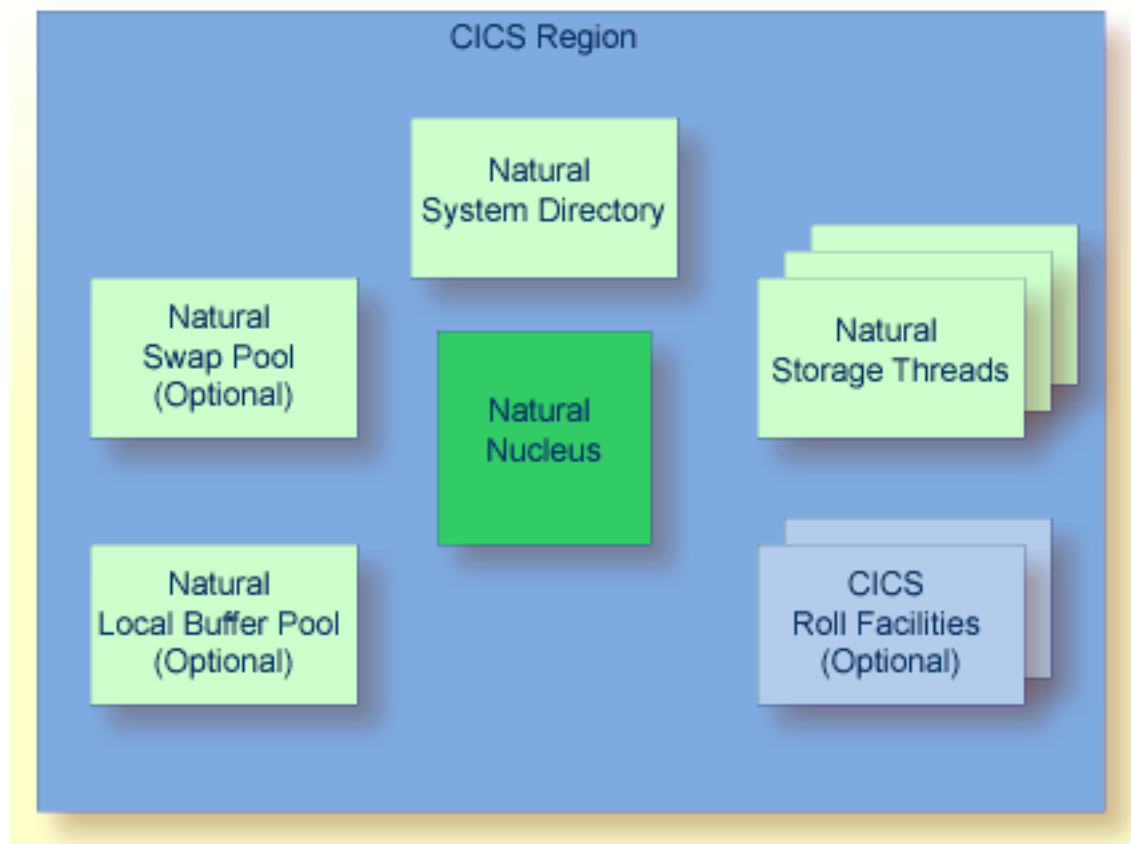 CICS Region
Natural
System Directory
Natural
Swap Pool
(Optional)
Natural
Storage Threads
Natural
Nucleus
Natural
Local Buffer Pool
(Optional)
CICS
Roll Facilities
(Optional)